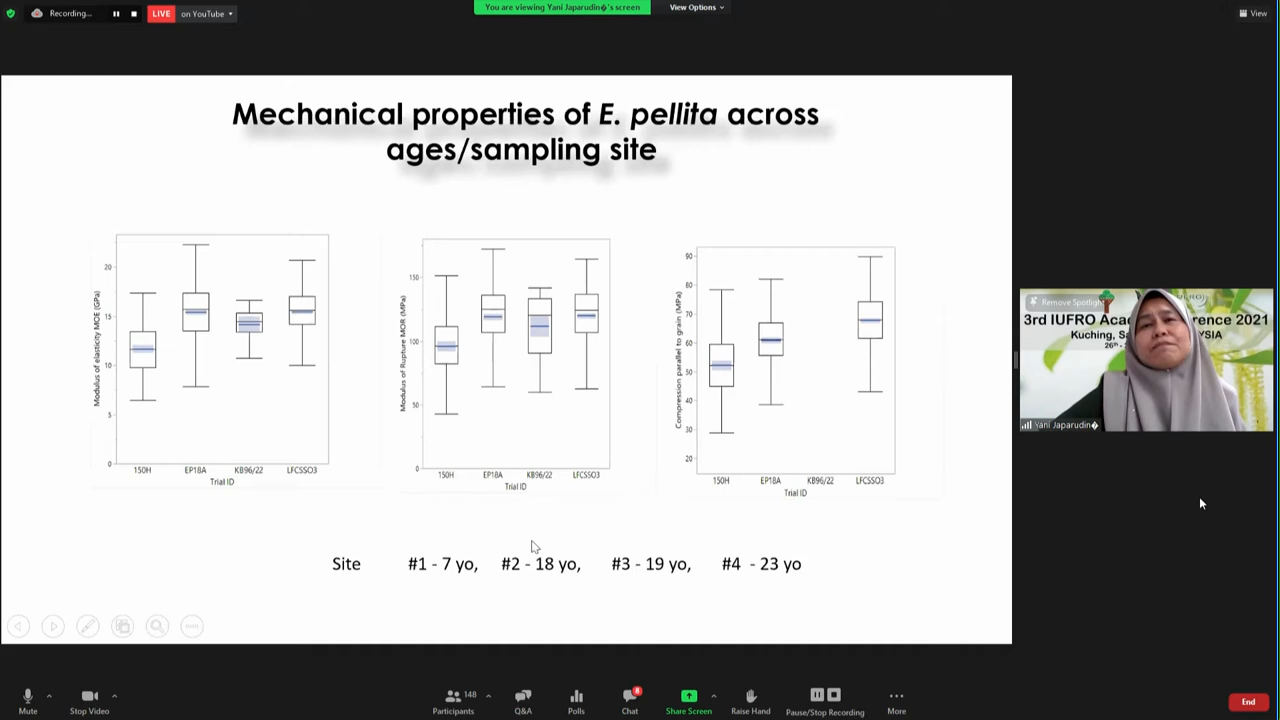 Recording...
LIVE on YouTube
You are viewing Yani Japarudin�'s screen
View Options
View
Mechanical properties of E. pellita across
ages/sampling site
Modulus of elasticity MOE (GPa)
20
15
10
5
0
150H EP18A KB96/22 LFCSSO3
Trial ID
Modulus of Rupture MOR (MPa)
150
100
50
0
150H EP18A KB96/22 LFCSSO3
Trial ID
Compression parallel to grain (MPa)
90
80
70
60
50
40
30
20
150H EP18A KB96/22 LFCSSO3
Trial ID
Site #1 - 7 yo, #2 - 18 yo, #3 - 19 yo, #4 - 23 yo
Remove Spotlight
3rd IUFRO Aca erence 2021
Kuching, Sa YSIA
26th
Yani Japarudin�
Mute
Stop Video
Participants 148
Q&A
Polls
Chat 8
Share Screen
Raise Hand
Pause/Stop Recording
More
End